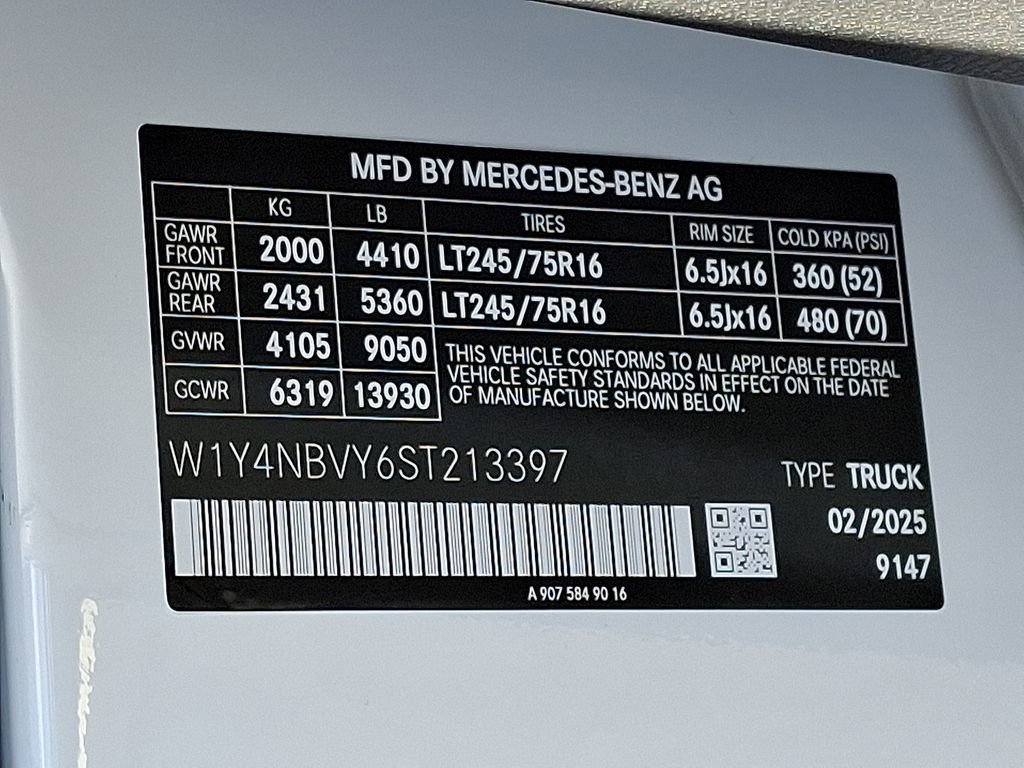 MFD BY MERCEDES-BENZ AG
KG LB TIRES RIM SIZE COLD KPA (PSI)
GAWR FRONT 2000 4410 LT245/75R16 6.5Jx16 360 (52)
GAWR REAR 2431 5360 LT245/75R16 6.5Jx16 480 (70)
GVWR 4105 9050
GCWR 6319 13930
THIS VEHICLE CONFORMS TO ALL APPLICABLE FEDERAL
VEHICLE SAFETY STANDARDS IN EFFECT ON THE DATE
OF MANUFACTURE SHOWN BELOW.
W1Y4NBVY6ST213397
TYPE TRUCK
02/2025
9147
A 907 584 90 16